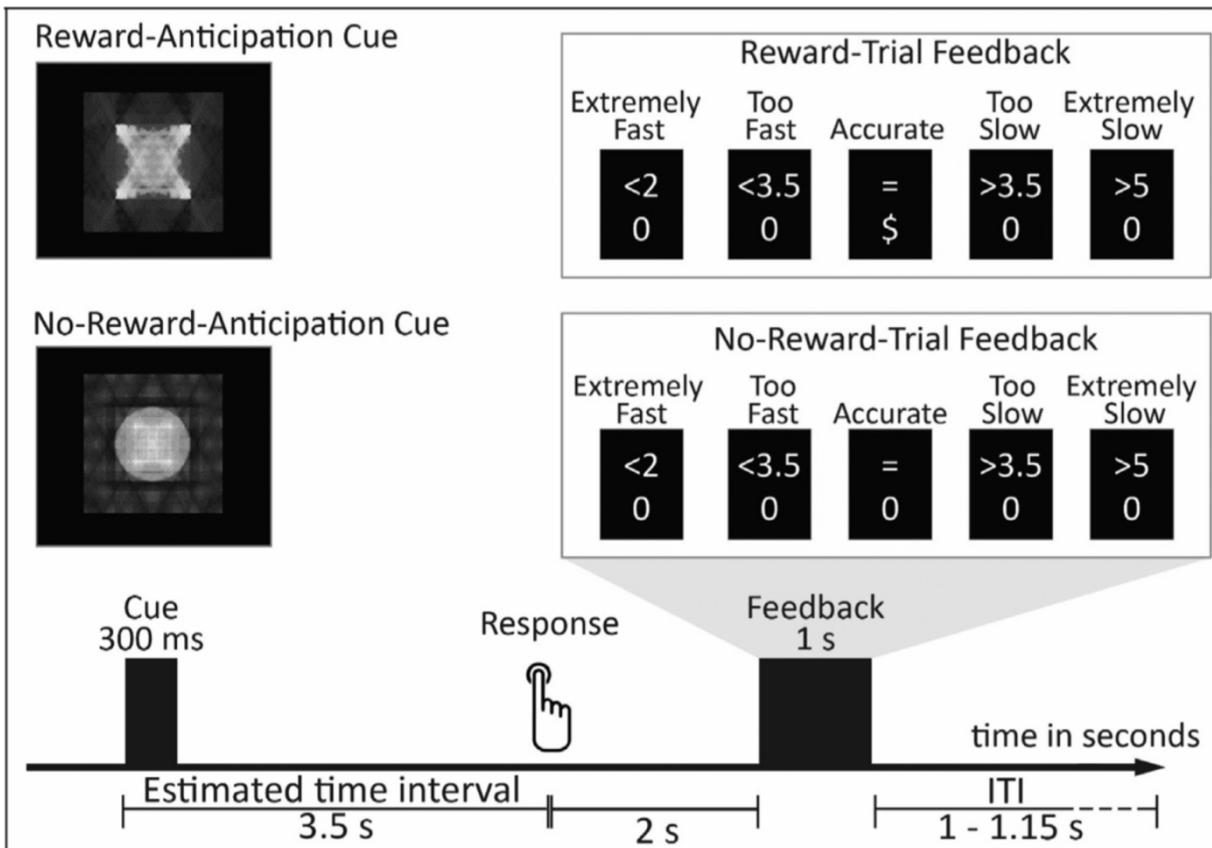 Reward-Anticipation Cue
Reward-Trial Feedback
Extremely Fast
Too Fast
Accurate
Too Slow
Extremely Slow
<2
0
<3.5
0
=
$
>3.5
0
>5
0
No-Reward-Anticipation Cue
No-Reward-Trial Feedback
Extremely Fast
Too Fast
Accurate
Too Slow
Extremely Slow
<2
0
<3.5
0
=
0
>3.5
0
>5
0
Cue
300 ms
Response
Feedback
1 s
time in seconds
Estimated time interval
3.5 s
2 s
ITI
1 - 1.15 s